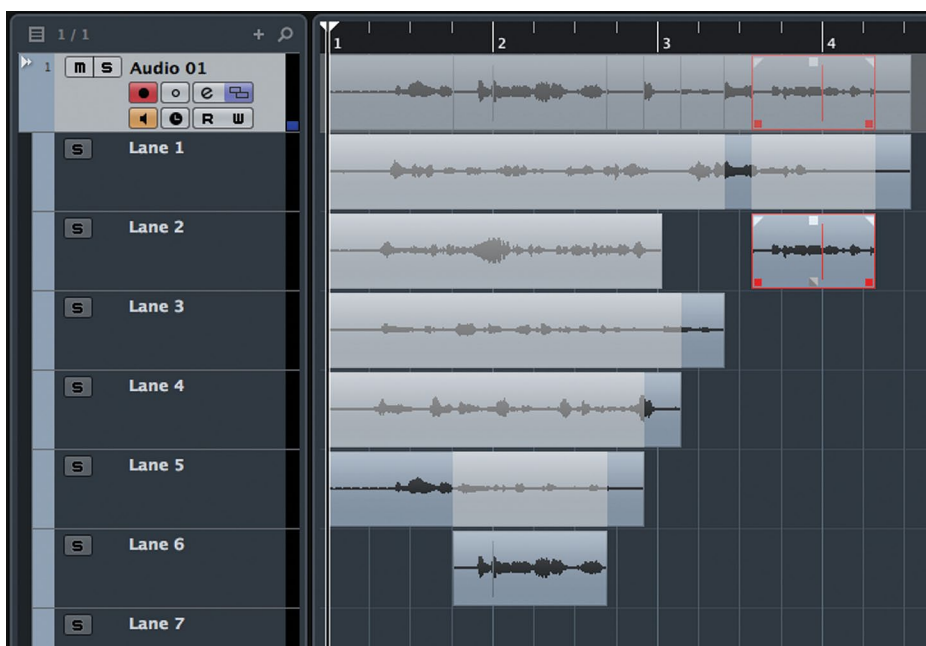 1 / 1 +
1 2 3 4
1 m S Audio 01
e
R W
S Lane 1
S Lane 2
S Lane 3
S Lane 4
S Lane 5
S Lane 6
S Lane 7